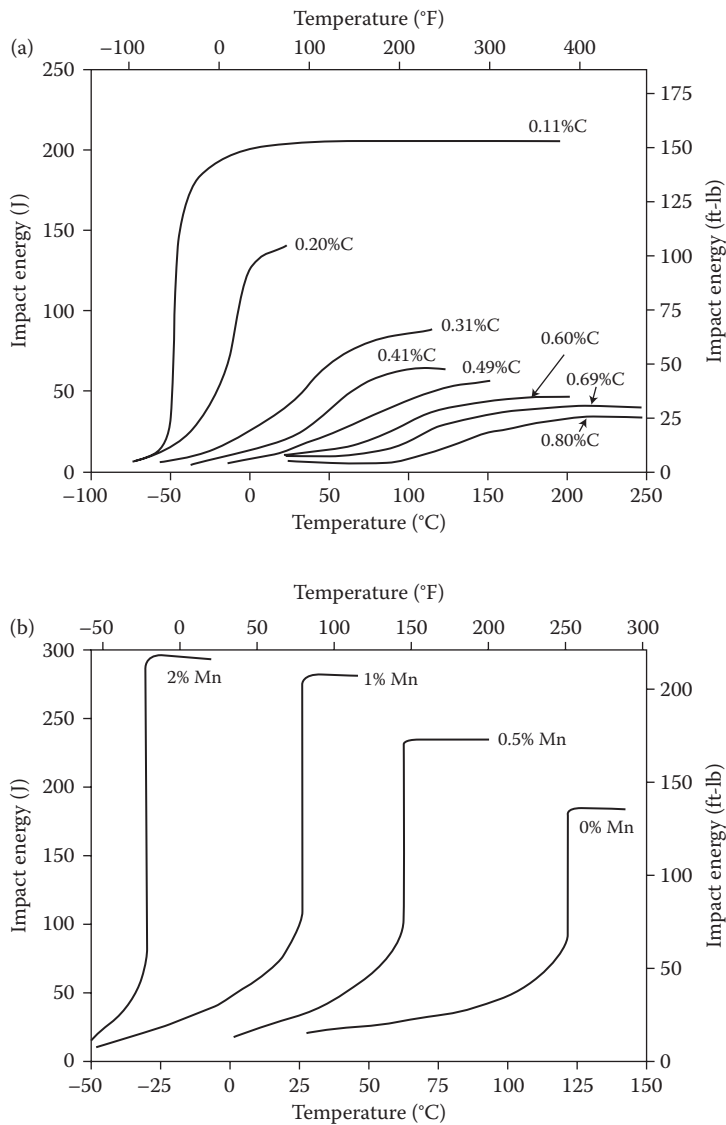 Temperature (°F)
(a) −100 0 100 200 300 400
250
200
150
100
50
0
Impact energy (J)
175
150
125
100
75
50
25
0
Impact energy (ft-lb)
0.11%C
0.20%C
0.31%C
0.60%C
0.41%C
0.49%C
0.69%C
0.80%C
−100 −50 0 50 100 150 200 250
Temperature (°C)
Temperature (°F)
(b) −50 0 50 100 150 200 250 300
300
250
200
150
100
50
0
Impact energy (J)
200
150
100
50
0
Impact energy (ft-lb)
2% Mn
1% Mn
0.5% Mn
0% Mn
−50 −25 0 25 50 75 100 125 150
Temperature (°C)